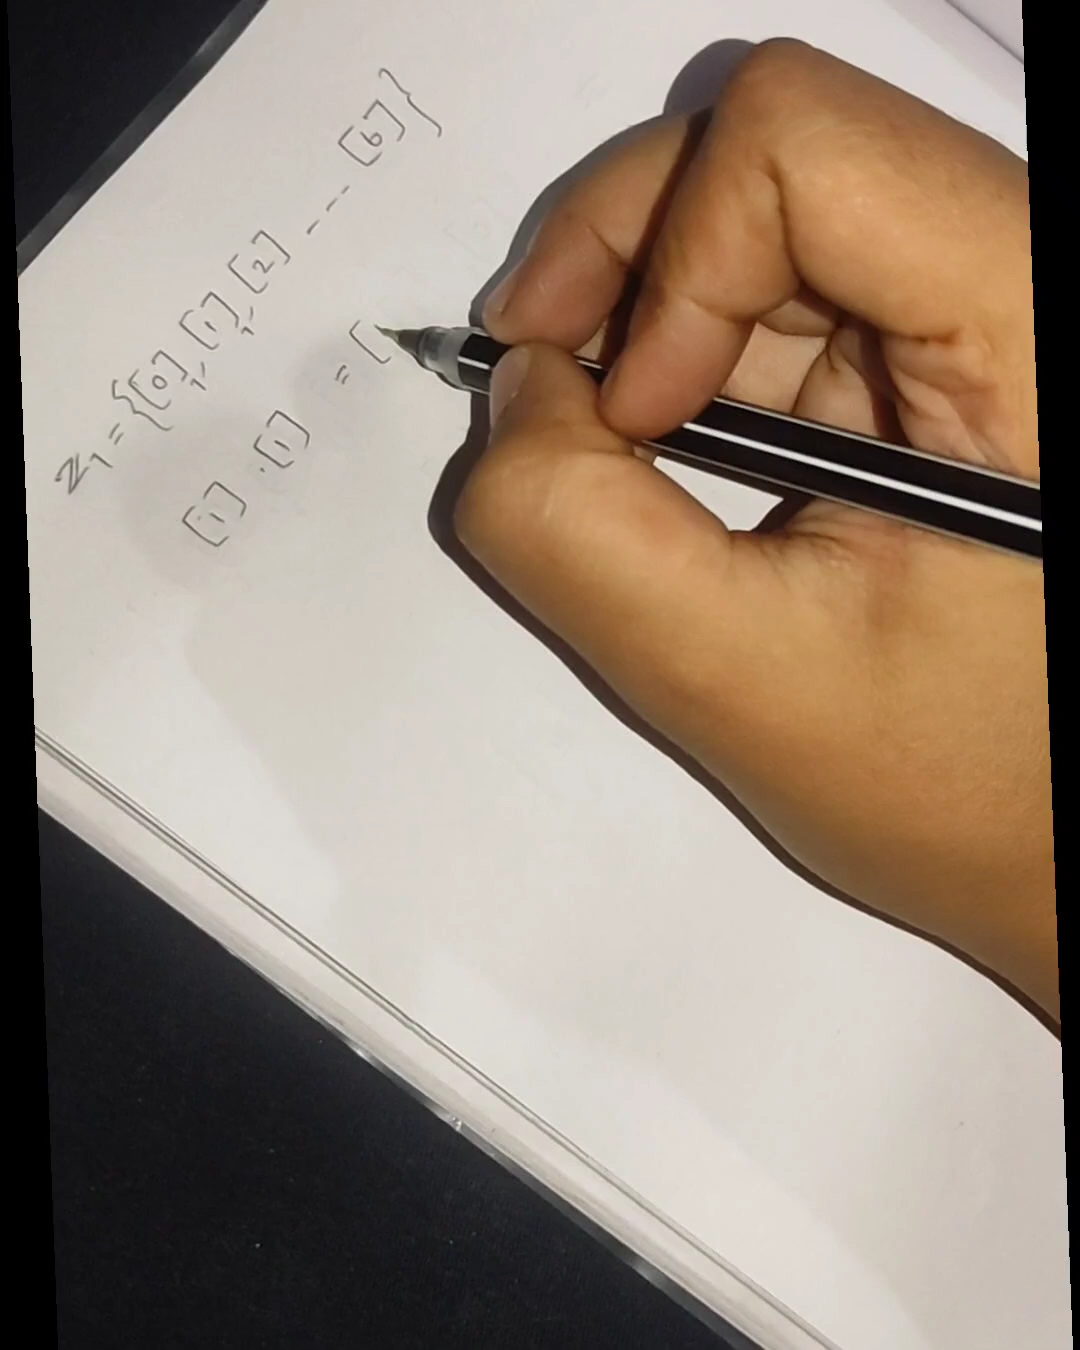 ℤ₇ = {[0], [1], [2] ---- [6]}
[1] · [1] = [